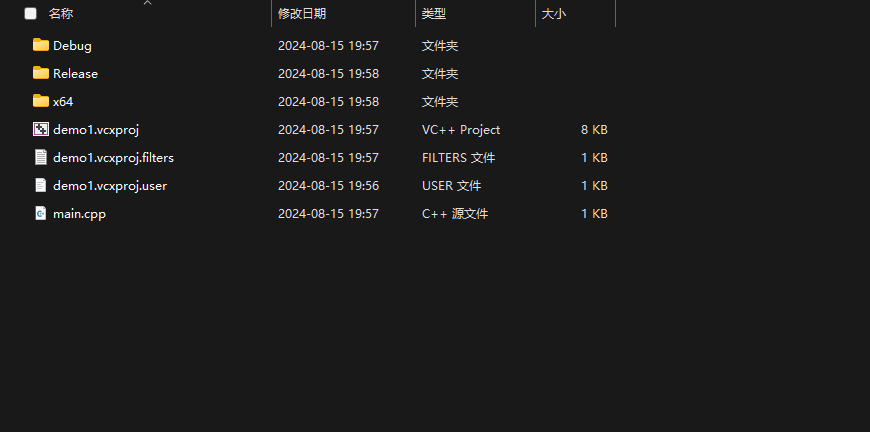 名称 修改日期 类型 大小
Debug 2024-08-15 19:57 文件夹
Release 2024-08-15 19:58 文件夹
x64 2024-08-15 19:58 文件夹
demo1.vcxproj 2024-08-15 19:57 VC++ Project 8 KB
demo1.vcxproj.filters 2024-08-15 19:57 FILTERS 文件 1 KB
demo1.vcxproj.user 2024-08-15 19:56 USER 文件 1 KB
main.cpp 2024-08-15 19:57 C++ 源文件 1 KB